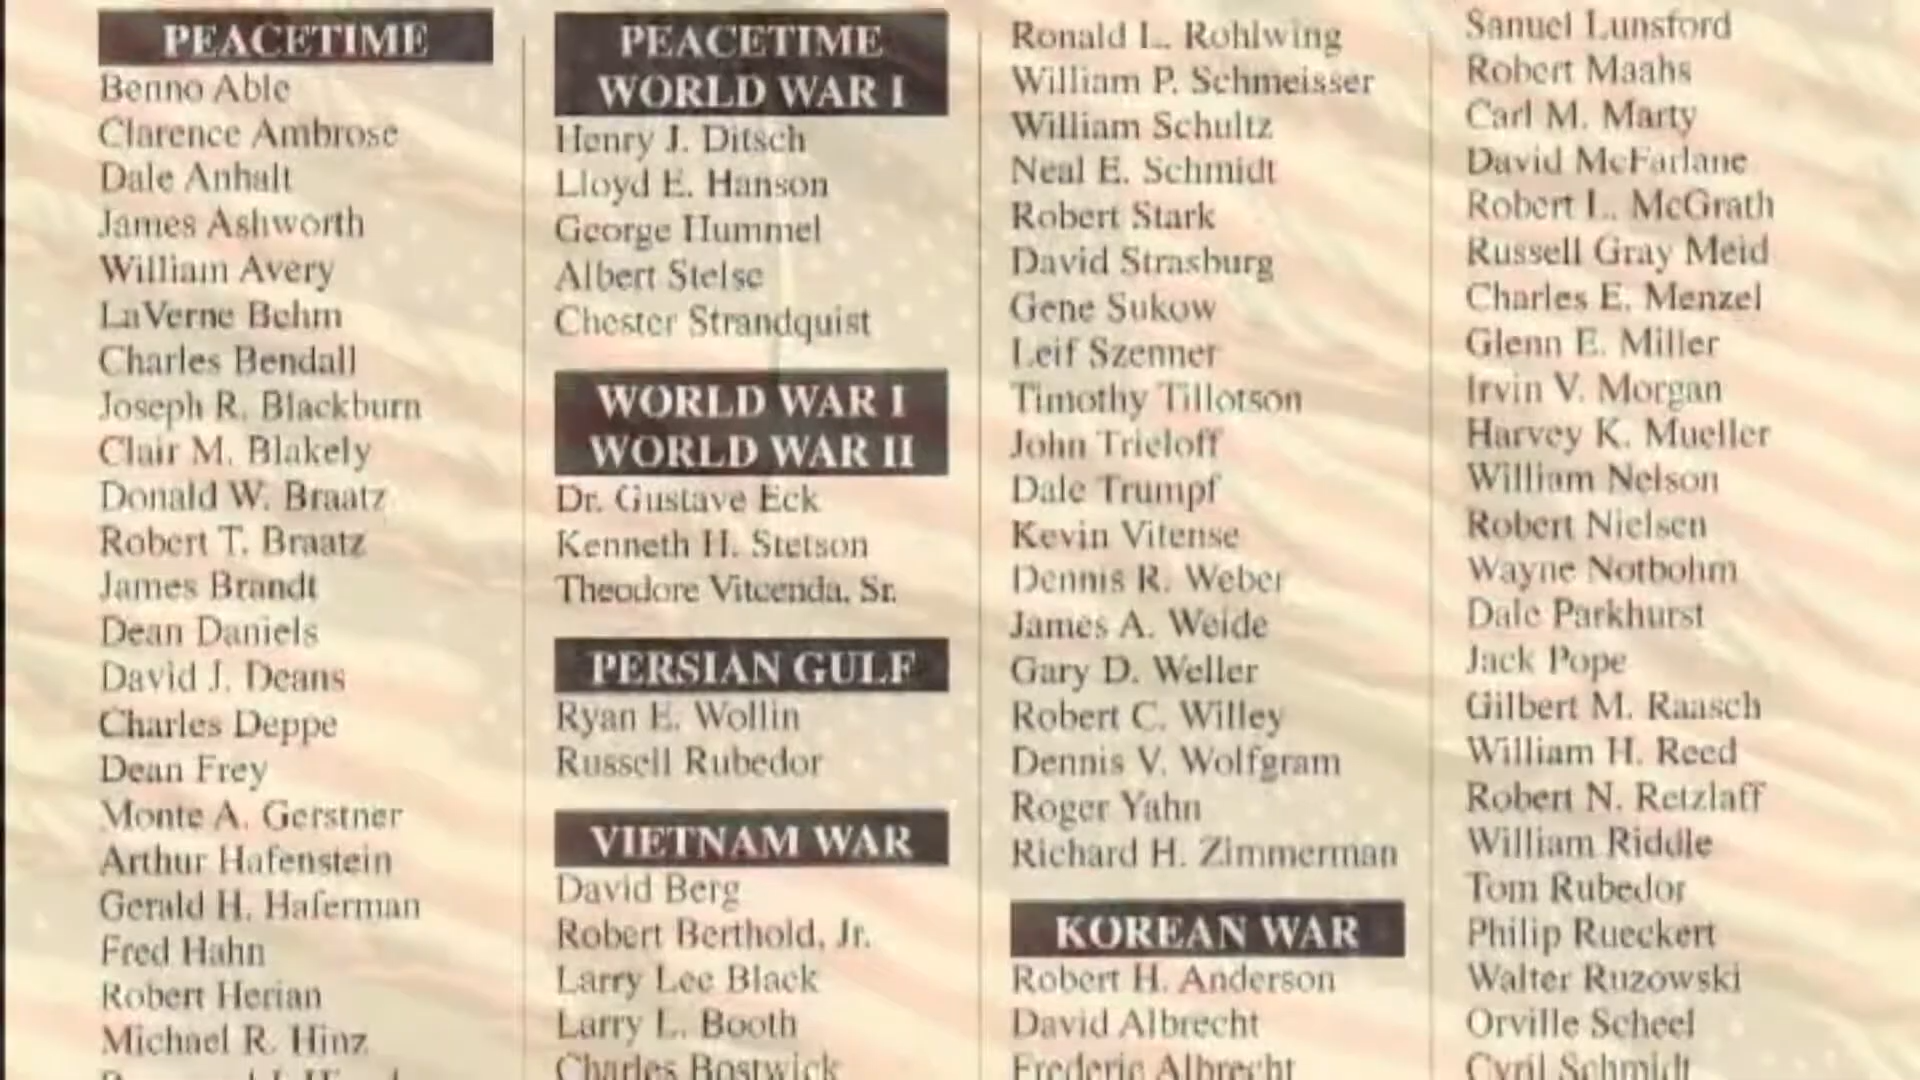 PEACETIME
Benno Able
Clarence Ambrose
Dale Anhalt
James Ashworth
William Avery
LaVerne Behm
Charles Bendall
Joseph R. Blackburn
Clair M. Blakely
Donald W. Braatz
Robert T. Braatz
James Brandt
Dean Daniels
David J. Deans
Charles Deppe
Dean Frey
Monte A. Gerstner
Arthur Hafenstein
Gerald H. Haferman
Fred Hahn
Robert Herian
Michael R. Hinz
PEACETIME
WORLD WAR I
Henry J. Ditsch
Lloyd E. Hanson
George Hummel
Albert Stelse
Chester Strandquist
WORLD WAR I
WORLD WAR II
Dr. Gustave Eck
Kenneth H. Stetson
Theodore Vitcenda, Sr.
PERSIAN GULF
Ryan E. Wollin
Russell Rubedor
VIETNAM WAR
David Berg
Robert Berthold, Jr.
Larry Lee Black
Larry L. Booth
Charles Bostwick
Ronald L. Rohlwing
William P. Schmeisser
William Schultz
Neal E. Schmidt
Robert Stark
David Strasburg
Gene Sukow
Leif Szenner
Timothy Tillotson
John Trieloff
Dale Trumpf
Kevin Vitense
Dennis R. Weber
James A. Weide
Gary D. Weller
Robert C. Willey
Dennis V. Wolfgram
Roger Yahn
Richard H. Zimmerman
KOREAN WAR
Robert H. Anderson
David Albrecht
Frederic Albrecht
Sanuel Lunsford
Robert Maahs
Carl M. Marty
David McFarlane
Robert L. McGrath
Russell Gray Meid
Charles E. Menzel
Glenn E. Miller
Irvin V. Morgan
Harvey K. Mueller
William Nelson
Robert Nielsen
Wayne Notbohm
Dale Parkhurst
Jack Pope
Gilbert M. Raasch
William H. Reed
Robert N. Retzlaff
William Riddle
Tom Rubedor
Philip Rueckert
Walter Ruzowski
Orville Scheel
Cyril Schmidt